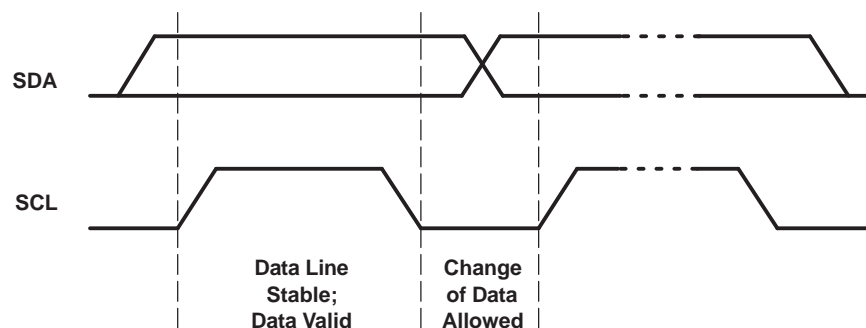 SDA
SCL
Data Line
Stable;
Data Valid
Change
of Data
Allowed